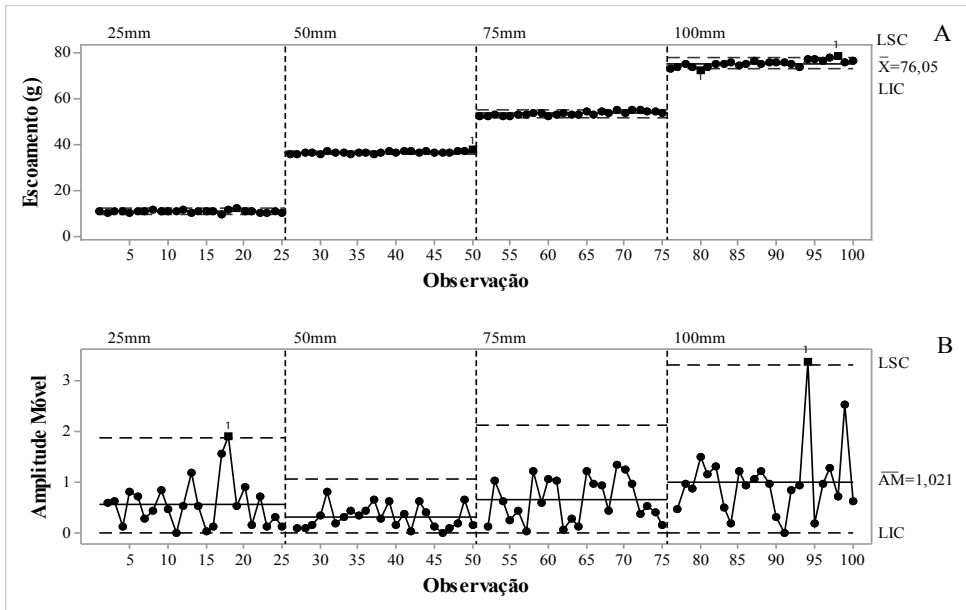 25mm 50mm 75mm 100mm A
LSC
X̅=76,05
LIC
Escoamento (g)
80
60
40
20
0
1
1
1
5 10 15 20 25 30 35 40 45 50 55 60 65 70 75 80 85 90 95 100
Observação
25mm 50mm 75mm 100mm B
LSC
A̅M̅=1,021
LIC
Amplitude Móvel
3
2
1
0
1
1
5 10 15 20 25 30 35 40 45 50 55 60 65 70 75 80 85 90 95 100
Observação